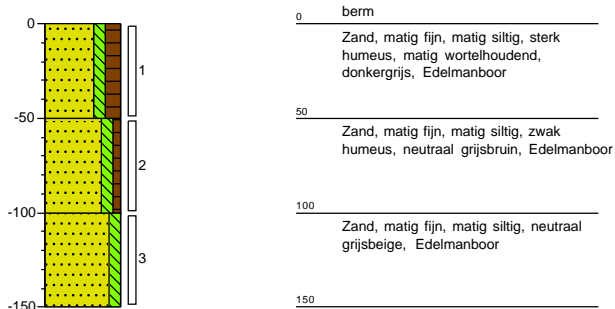 0
-50
-100
-150
1
2
3
0 berm
Zand, matig fijn, matig siltig, sterk
humeus, matig wortelhoudend,
donkergrijs, Edelmanboor
50
Zand, matig fijn, matig siltig, zwak
humeus, neutraal grijsbruin, Edelmanboor
100
Zand, matig fijn, matig siltig, neutraal
grijsbeige, Edelmanboor
150